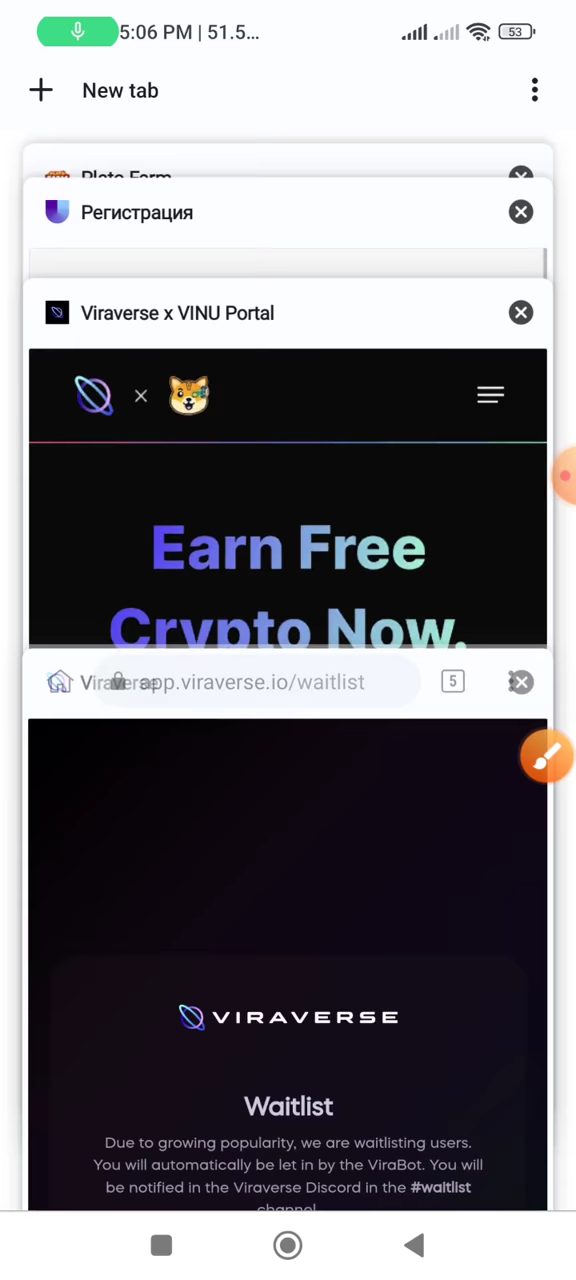 5:06 PM | 51.5...
53
New tab
Plate Farm
Регистрация
Viraverse x VINU Portal
×
Earn Free
Crypto Now.
app.viraverse.io/waitlist
5
VIRAVERSE
Waitlist
Due to growing popularity, we are waitlisting users.
You will automatically be let in by the ViraBot. You will
be notified in the Viraverse Discord in the #waitlist
channel